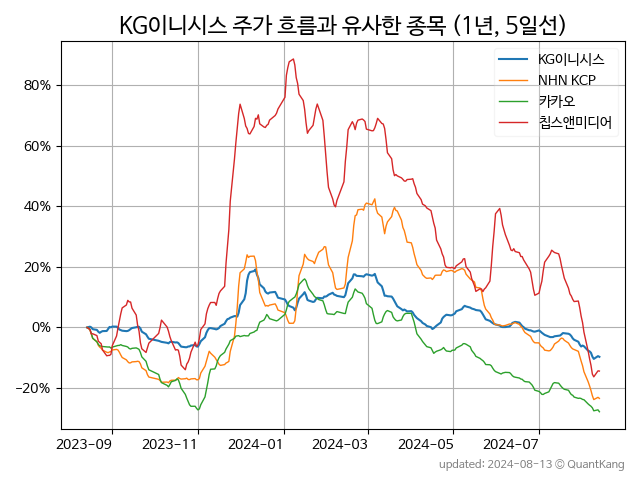 KG이니시스 주가 흐름과 유사한 종목 (1년, 5일선)
KG이니시스
NHN KCP
카카오
칩스앤미디어
80%
60%
40%
20%
0%
−20%
2023-09
2023-11
2024-01
2024-03
2024-05
2024-07
updated: 2024-08-13 © QuantKang